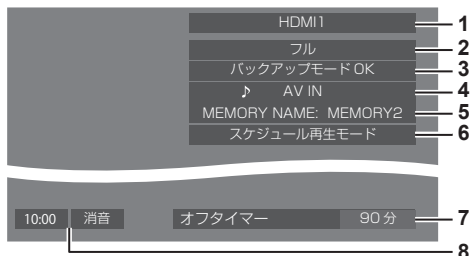 HDMI1 1
フル 2
バックアップモード OK 3
♪ AV IN 4
MEMORY NAME: MEMORY2 5
スケジュール再生モード 6
10:00 消音 オフタイマー 90 分 7
8